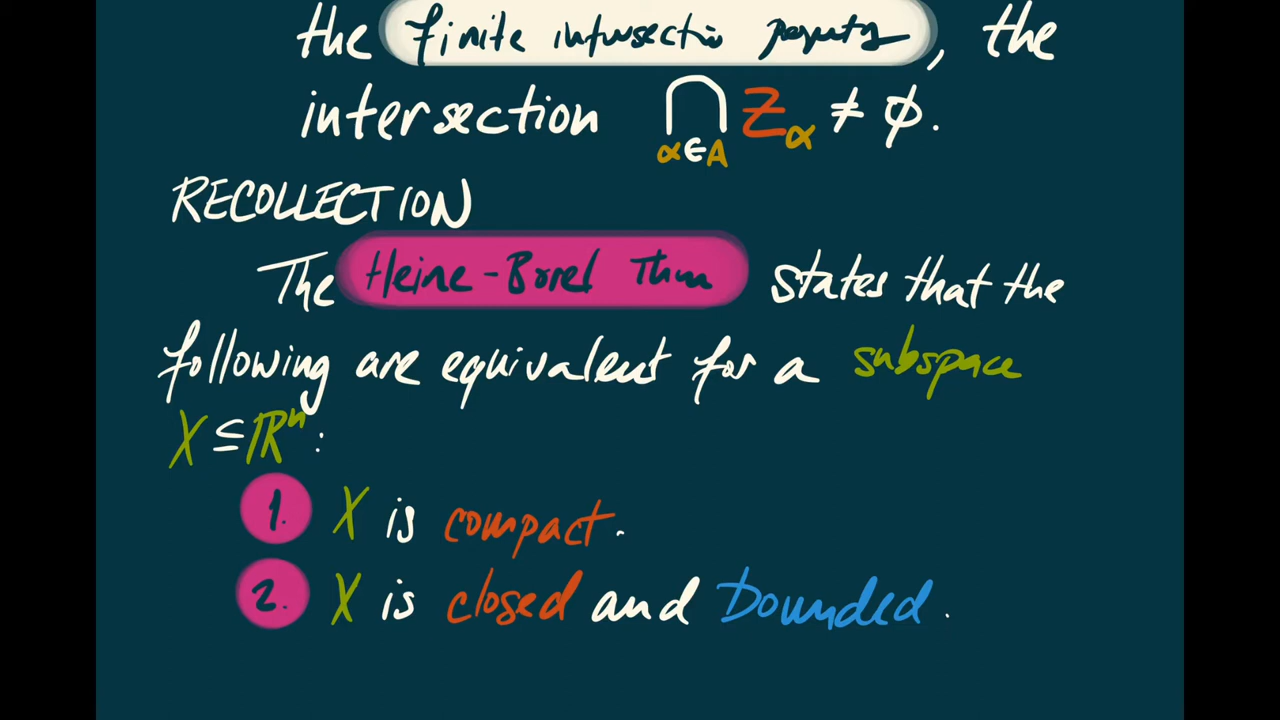 the finite intersection property, the
intersection ⋂ Z_α ≠ ∅.
α∈A
RECOLLECTION
The Heine-Borel Thm states that the
following are equivalent for a subspace
X ⊆ ℝⁿ:
1. X is compact.
2. X is closed and bounded.